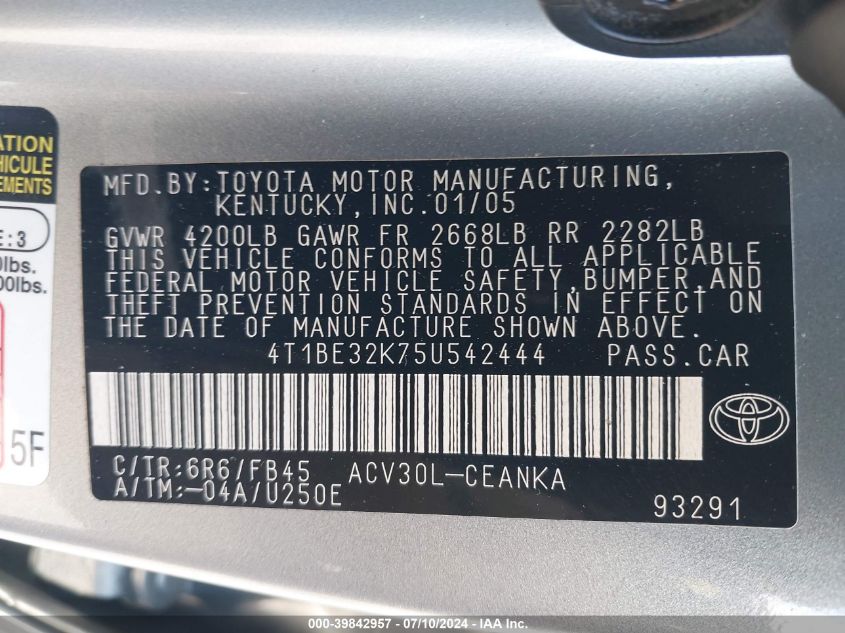 ATION
HICULE
EMENTS
E:3
0lbs.
00lbs.
5F
MFD.BY:TOYOTA MOTOR MANUFACTURING,
KENTUCKY,INC.01/05
GVWR 4200LB GAWR FR 2668LB RR 2282LB
THIS VEHICLE CONFORMS TO ALL APPLICABLE
FEDERAL MOTOR VEHICLE SAFETY,BUMPER,AND
THEFT PREVENTION STANDARDS IN EFFECT ON
THE DATE OF MANUFACTURE SHOWN ABOVE.
4T1BE32K75U542444 PASS.CAR
C/TR:6R6/FB45 ACV30L-CEANKA
A/TM:-04A/U250E
93291
000-39842957 - 07/10/2024 - IAA Inc.